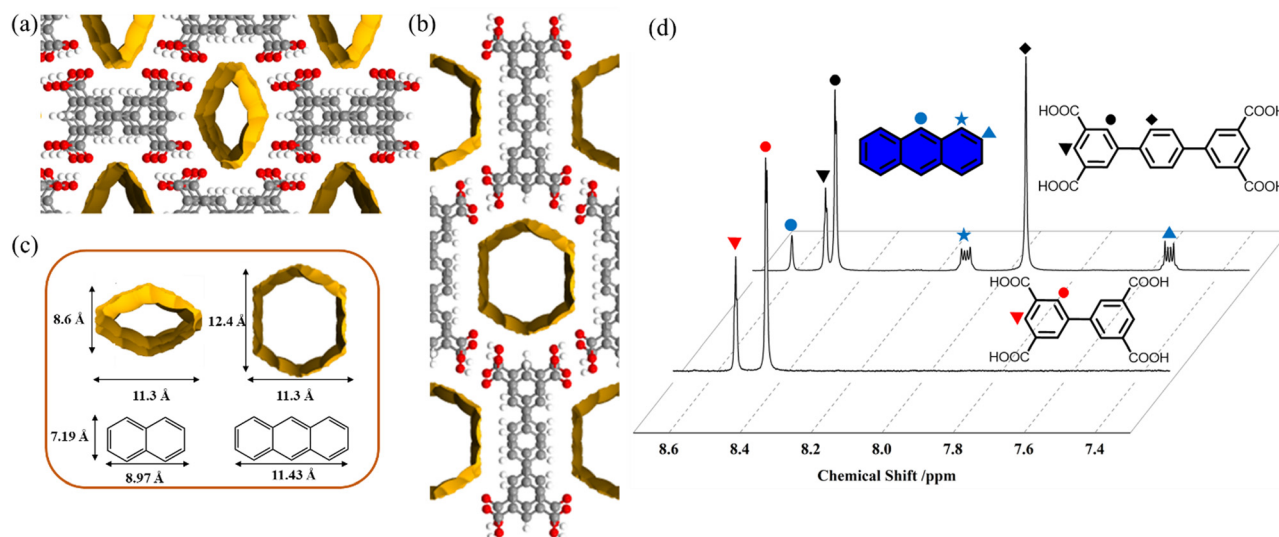 (a)
(b)
(c)
8.6 Å
11.3 Å
12.4 Å
11.3 Å
7.19 Å
8.97 Å
11.43 Å
(d)
HOOC
COOH
HOOC
COOH
HOOC
COOH
HOOC
COOH
8.6
8.4
8.2
8.0
7.8
7.6
7.4
Chemical Shift /ppm